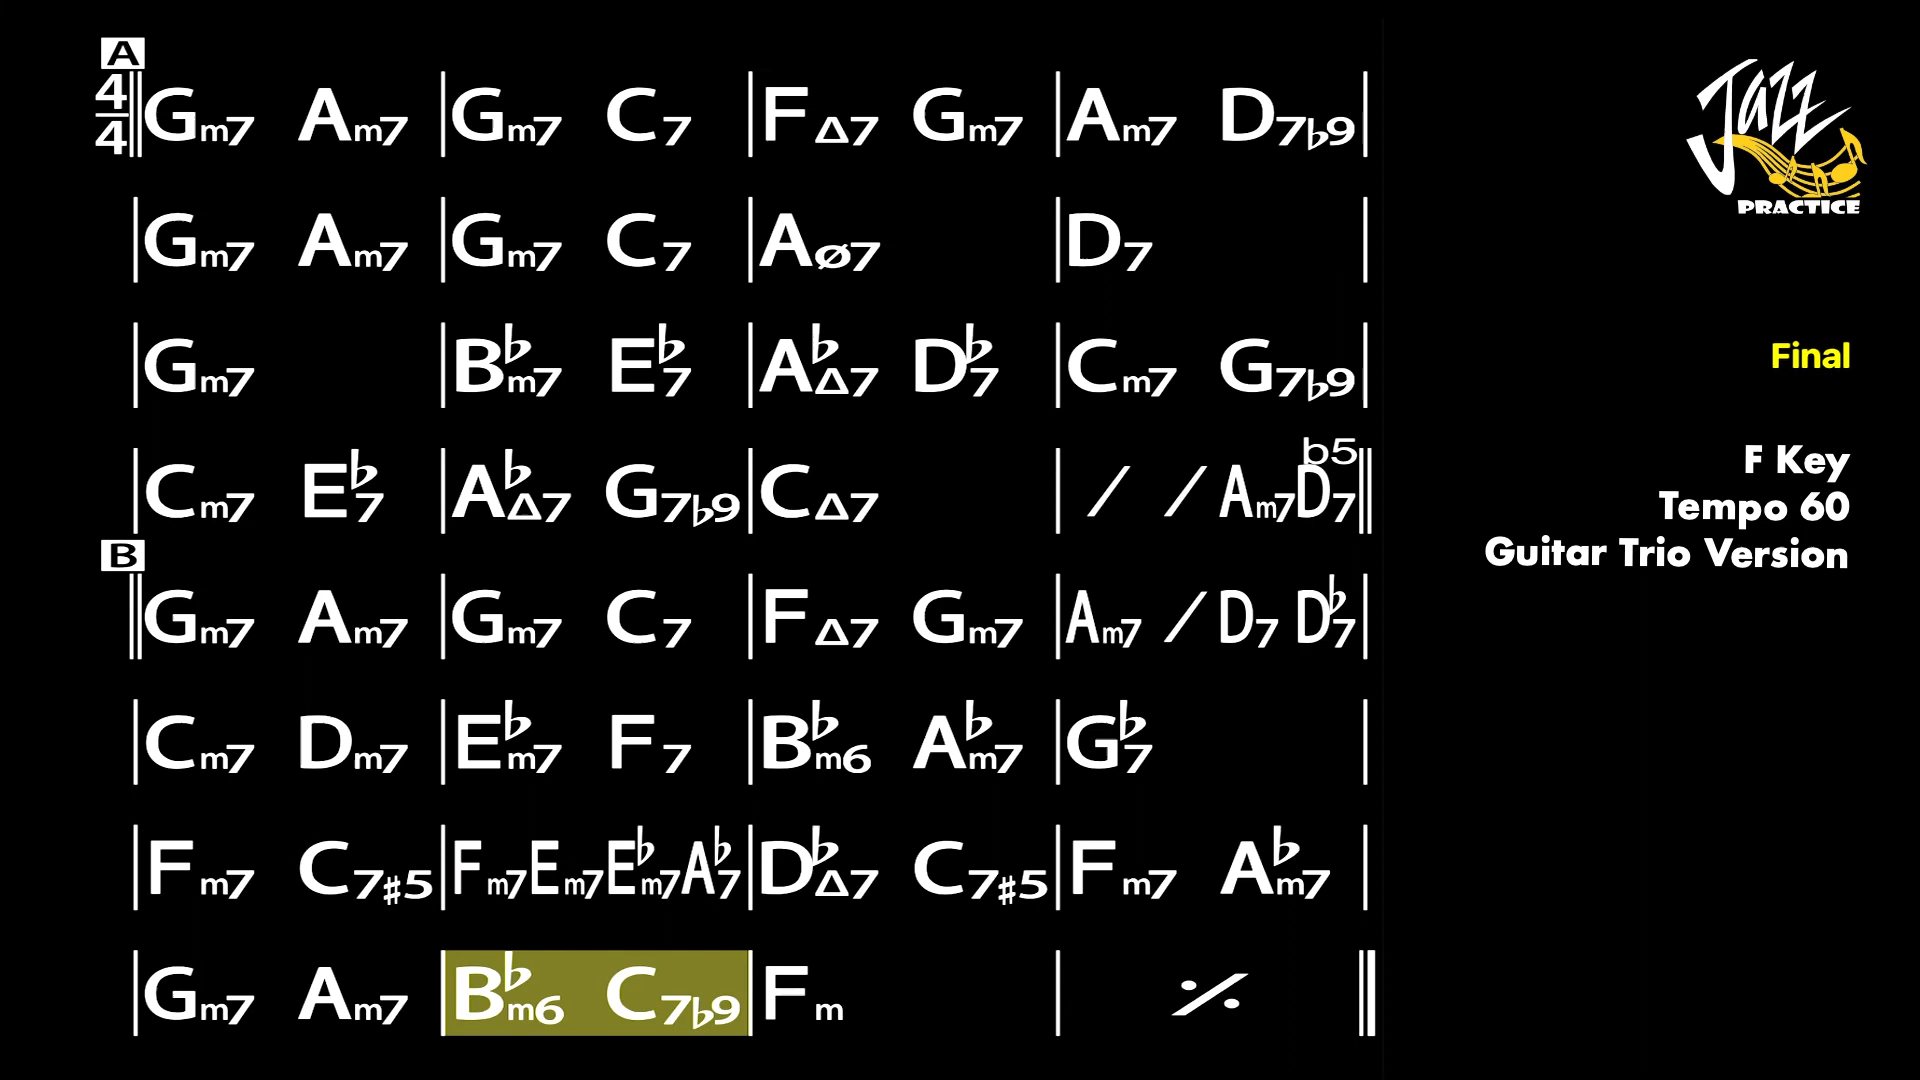 A
4/4 Gm7 Am7 | Gm7 C7 | FΔ7 Gm7 | Am7 D7♭9 |
| Gm7 Am7 | Gm7 C7 | Aø7 | D7 |
| Gm7 | B♭m7 E♭7 | A♭Δ7 D♭7 | Cm7 G7♭9 |
| Cm7 E♭7 | A♭Δ7 G7♭9 | CΔ7 | / / Am7b5 D7 ||
B
|| Gm7 Am7 | Gm7 C7 | FΔ7 Gm7 | Am7 / D7 D♭7 |
| Cm7 Dm7 | E♭m7 F7 | B♭m6 A♭m7 | G♭7 |
| Fm7 C7♯5 | Fm7 Em7 E♭m7 A♭7 | D♭Δ7 C7♯5 | Fm7 A♭m7 |
| Gm7 Am7 | B♭m6 C7♭9 | Fm | % ||
Jazz
PRACTICE
Final
F Key
Tempo 60
Guitar Trio Version